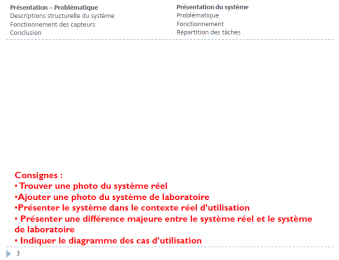 Présentation – Problématique
Descriptions structurelle du système
Fonctionnement des capteurs
Conclusion
Présentation du système
Problématique
Fonctionnement
Répartition des tâches
Consignes :
• Trouver une photo du système réel
•Ajouter une photo du système de laboratoire
•Présenter le système dans le contexte réel d'utilisation
• Présenter une différence majeure entre le système réel et le système
de laboratoire
• Indiquer le diagramme des cas d'utilisation
3